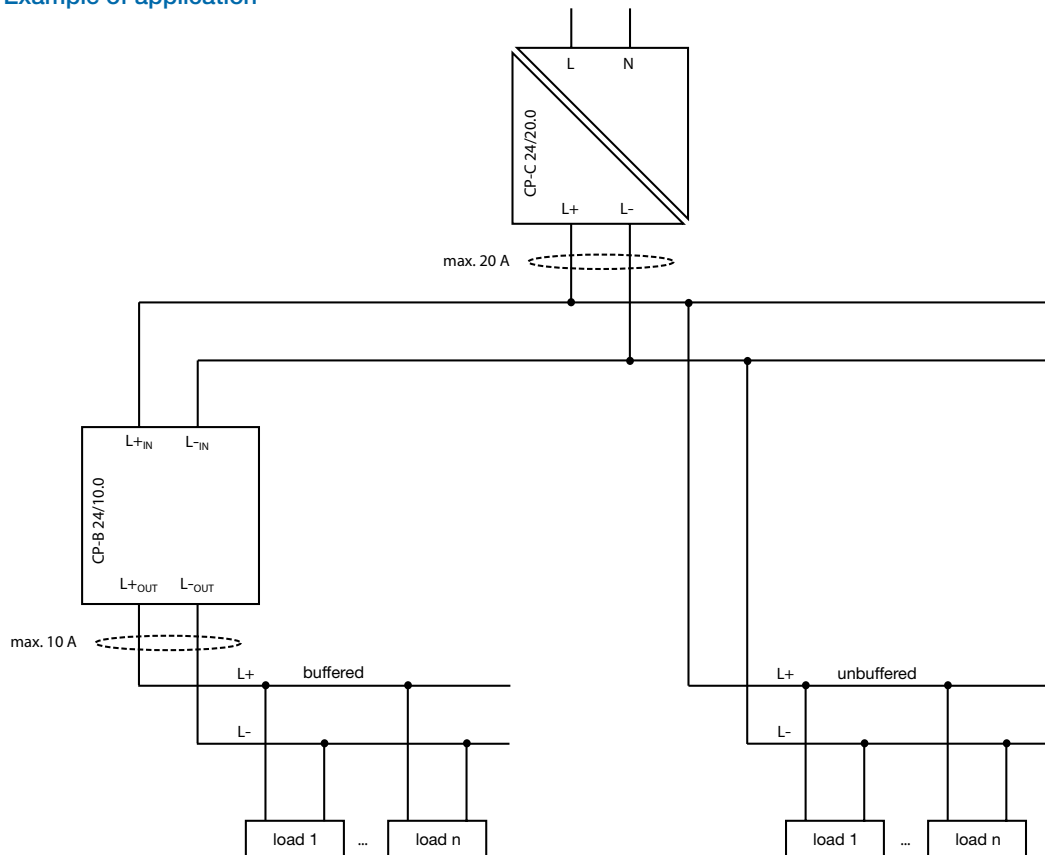 Example of application
L N
CP-C 24/20.0
L+ L-
max. 20 A
L+IN L-IN
CP-B 24/10.0
L+OUT L-OUT
max. 10 A
L+ buffered
L-
load 1 ... load n
L+ unbuffered
L-
load 1 ... load n